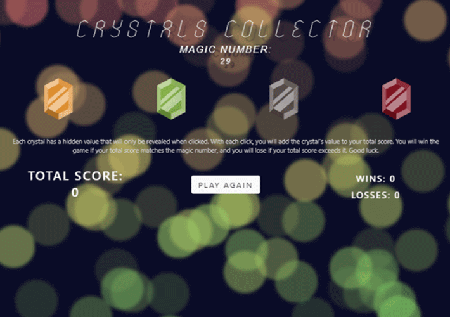 CRYSTALS COLLECTOR
MAGIC NUMBER:
29
Each crystal has a hidden value that will only be revealed when clicked. With each click, you will add the crystal's value to your total score. You will win the
game if your total score matches the magic number, and you will lose if your total score exceeds it. Good luck.
TOTAL SCORE:
0
PLAY AGAIN
WINS: 0
LOSSES: 0